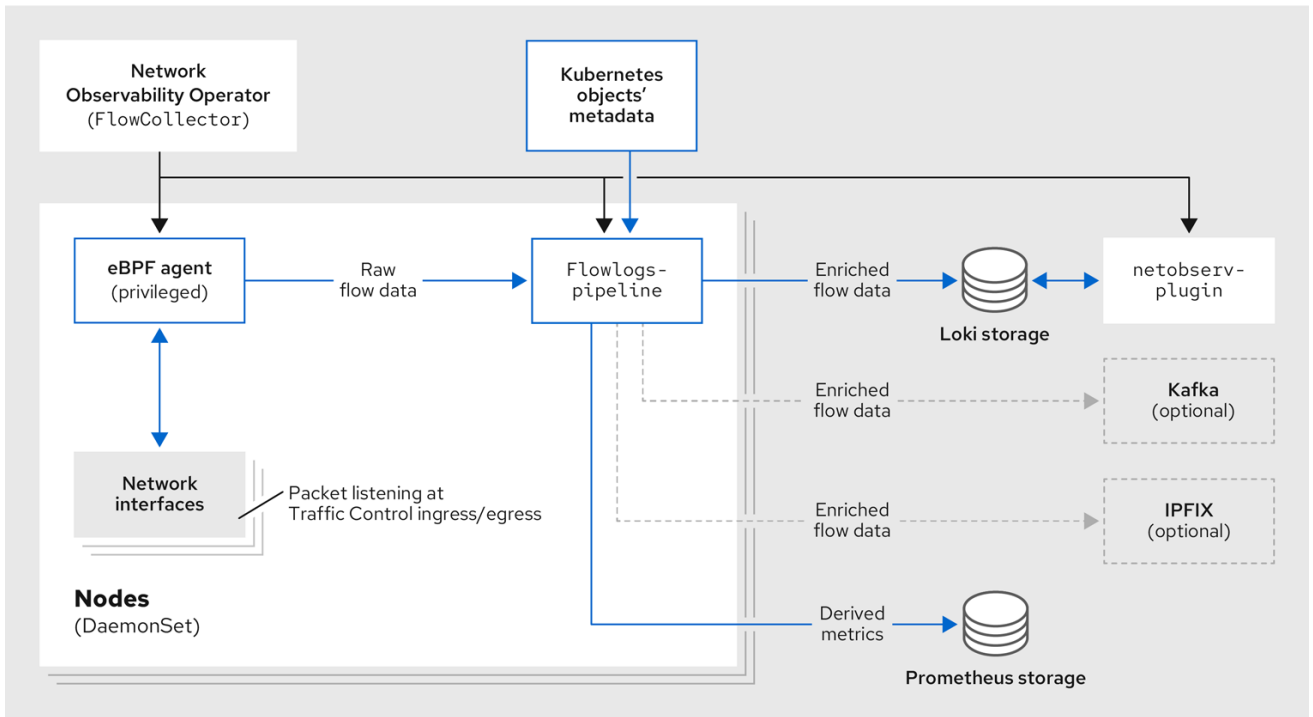 Network
Observability Operator
(FlowCollector)
Kubernetes
objects’
metadata
eBPF agent
(privileged)
Raw
flow data
Flowlogs-
pipeline
Enriched
flow data
Loki storage
netobserv-
plugin
Enriched
flow data
Kafka
(optional)
Network
interfaces
Packet listening at
Traffic Control ingress/egress
Enriched
flow data
IPFIX
(optional)
Nodes
(DaemonSet)
Derived
metrics
Prometheus storage